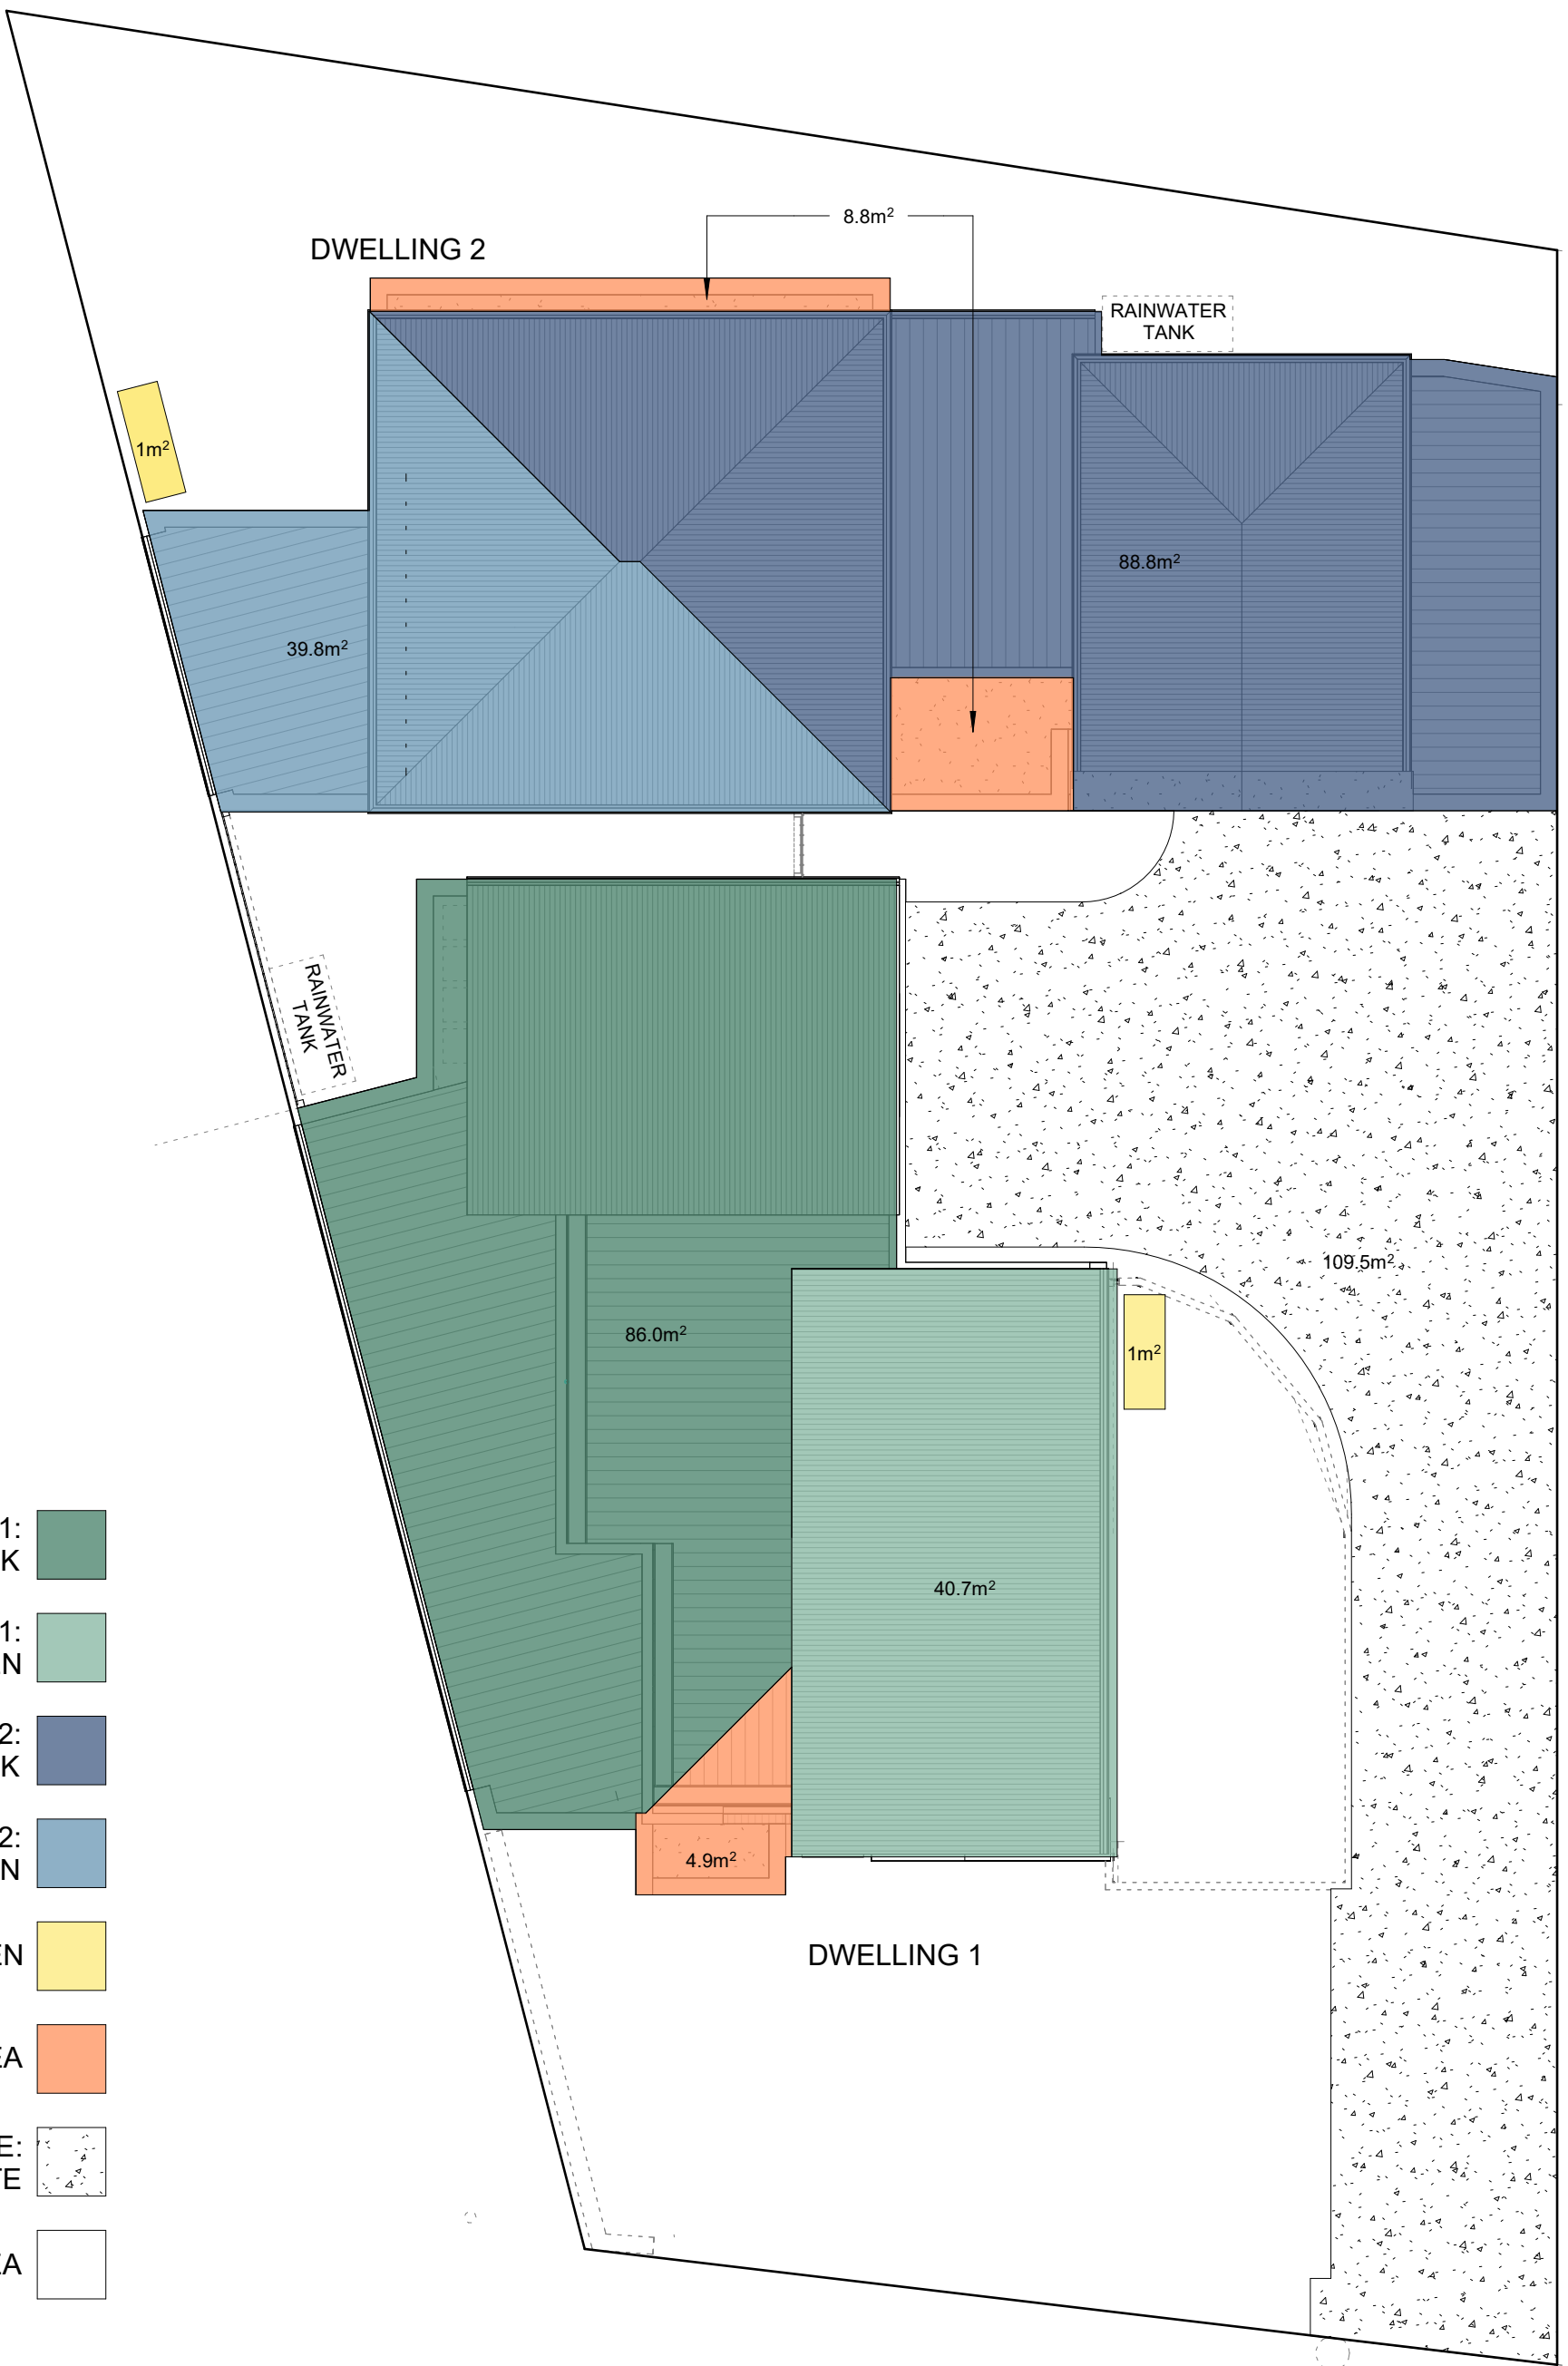 8.8m²
DWELLING 2
RAINWATER
TANK
1m²
88.8m²
39.8m²
RAINWATER
TANK
109.5m²
86.0m²
1m²
40.7m²
4.9m²
DWELLING 1
1:
K
1:
N
2:
K
2:
N
EN
EA
E:
TE
EA